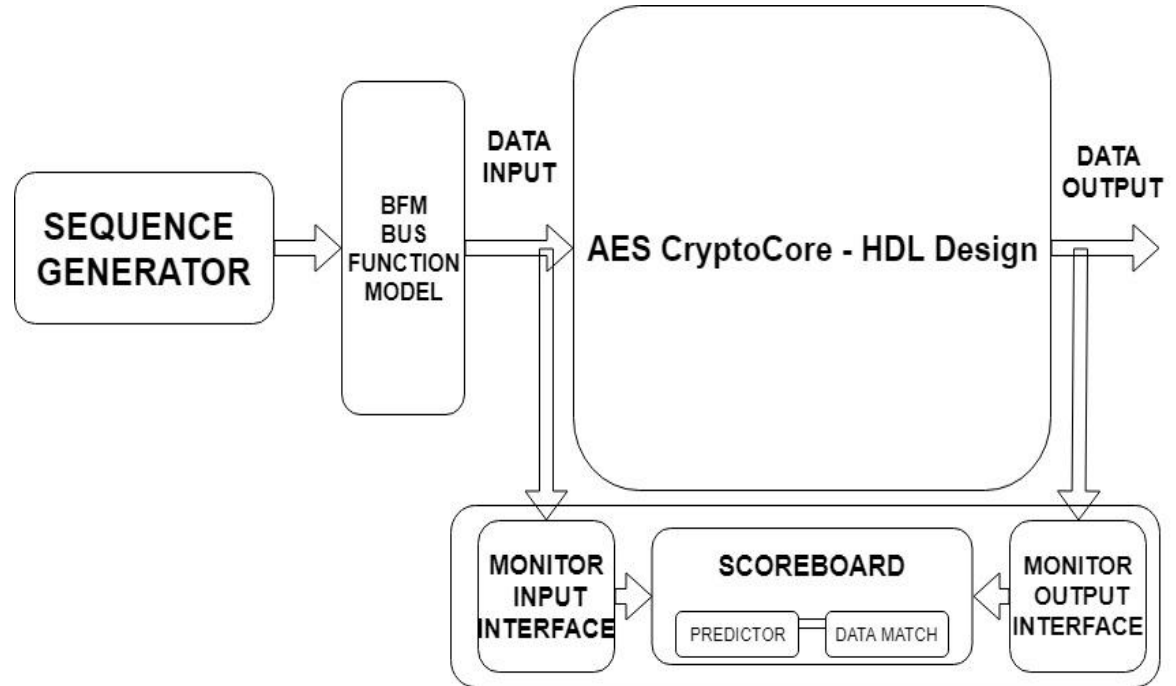 SEQUENCE
GENERATOR
BFM
BUS
FUNCTION
MODEL
DATA
INPUT
AES CryptoCore - HDL Design
DATA
OUTPUT
MONITOR
INPUT
INTERFACE
SCOREBOARD
PREDICTOR
DATA MATCH
MONITOR
OUTPUT
INTERFACE